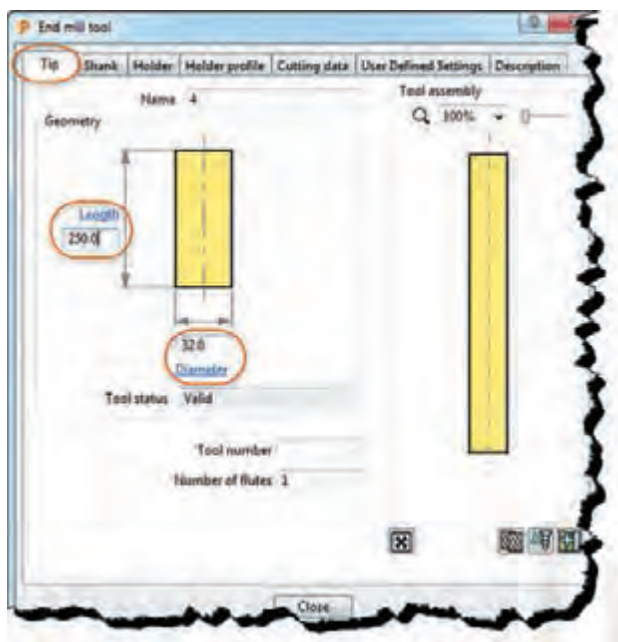 End mill tool
Tip Shank Holder Holder profile Cutting data User Defined Settings Description
Name 4
Tool assembly
Geometry
100%
Length
250.0
32.0
Diameter
Tool status Valid
Tool number
Number of flutes 1
Close